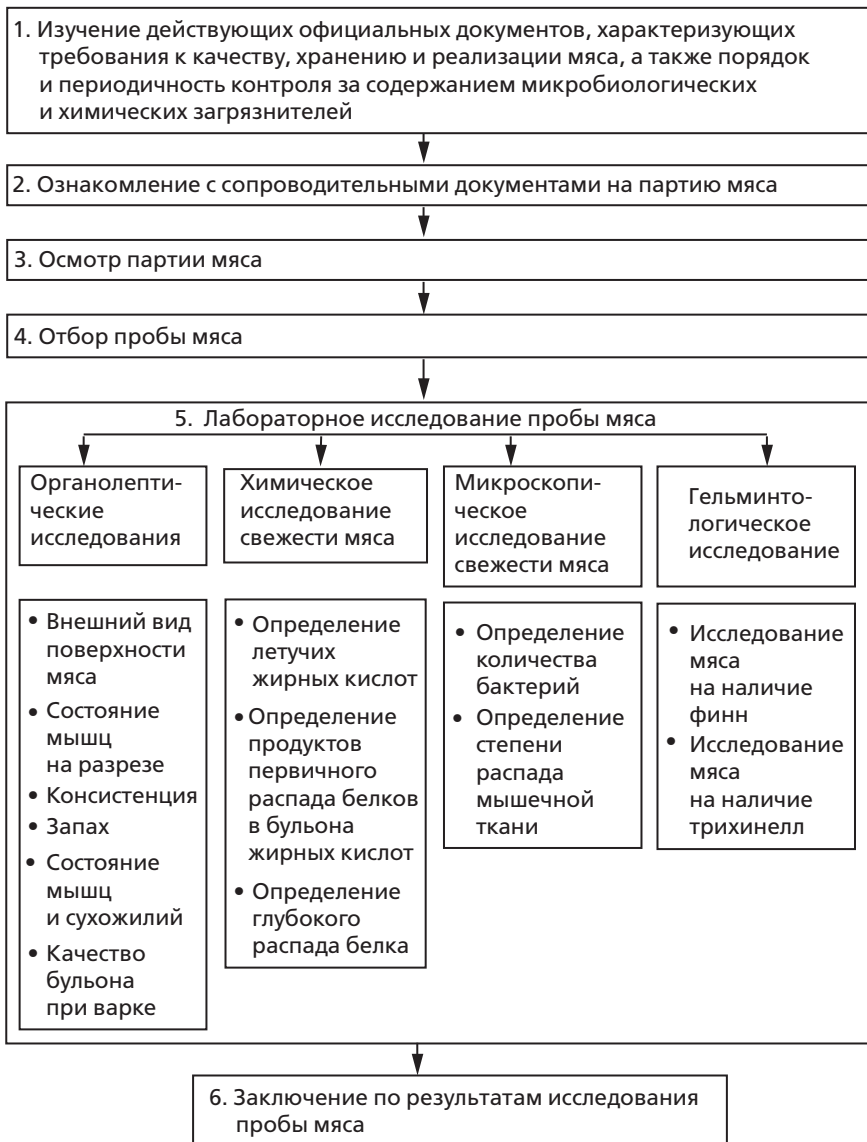 1. Изучение действующих официальных документов, характеризующих
требования к качеству, хранению и реализации мяса, а также порядок
и периодичность контроля за содержанием микробиологических
и химических загрязнителей
2. Ознакомление с сопроводительными документами на партию мяса
3. Осмотр партии мяса
4. Отбор пробы мяса
5. Лабораторное исследование пробы мяса
Органолепти-
ческие
исследования
• Внешний вид
поверхности
мяса
• Состояние
мышц
на разрезе
• Консистенция
• Запах
• Состояние
мышц
и сухожилий
• Качество
бульона
при варке
Химическое
исследование
свежести мяса
• Определение
летучих
жирных кислот
• Определение
продуктов
первичного
распада белков
в бульона
жирных кислот
• Определение
глубокого
распада белка
Микроскопи-
ческое
исследование
свежести мяса
• Определение
количества
бактерий
• Определение
степени
распада
мышечной
ткани
Гельминто-
логическое
исследование
• Исследование
мяса
на наличие
финн
• Исследование
мяса
на наличие
трихинелл
6. Заключение по результатам исследования
пробы мяса